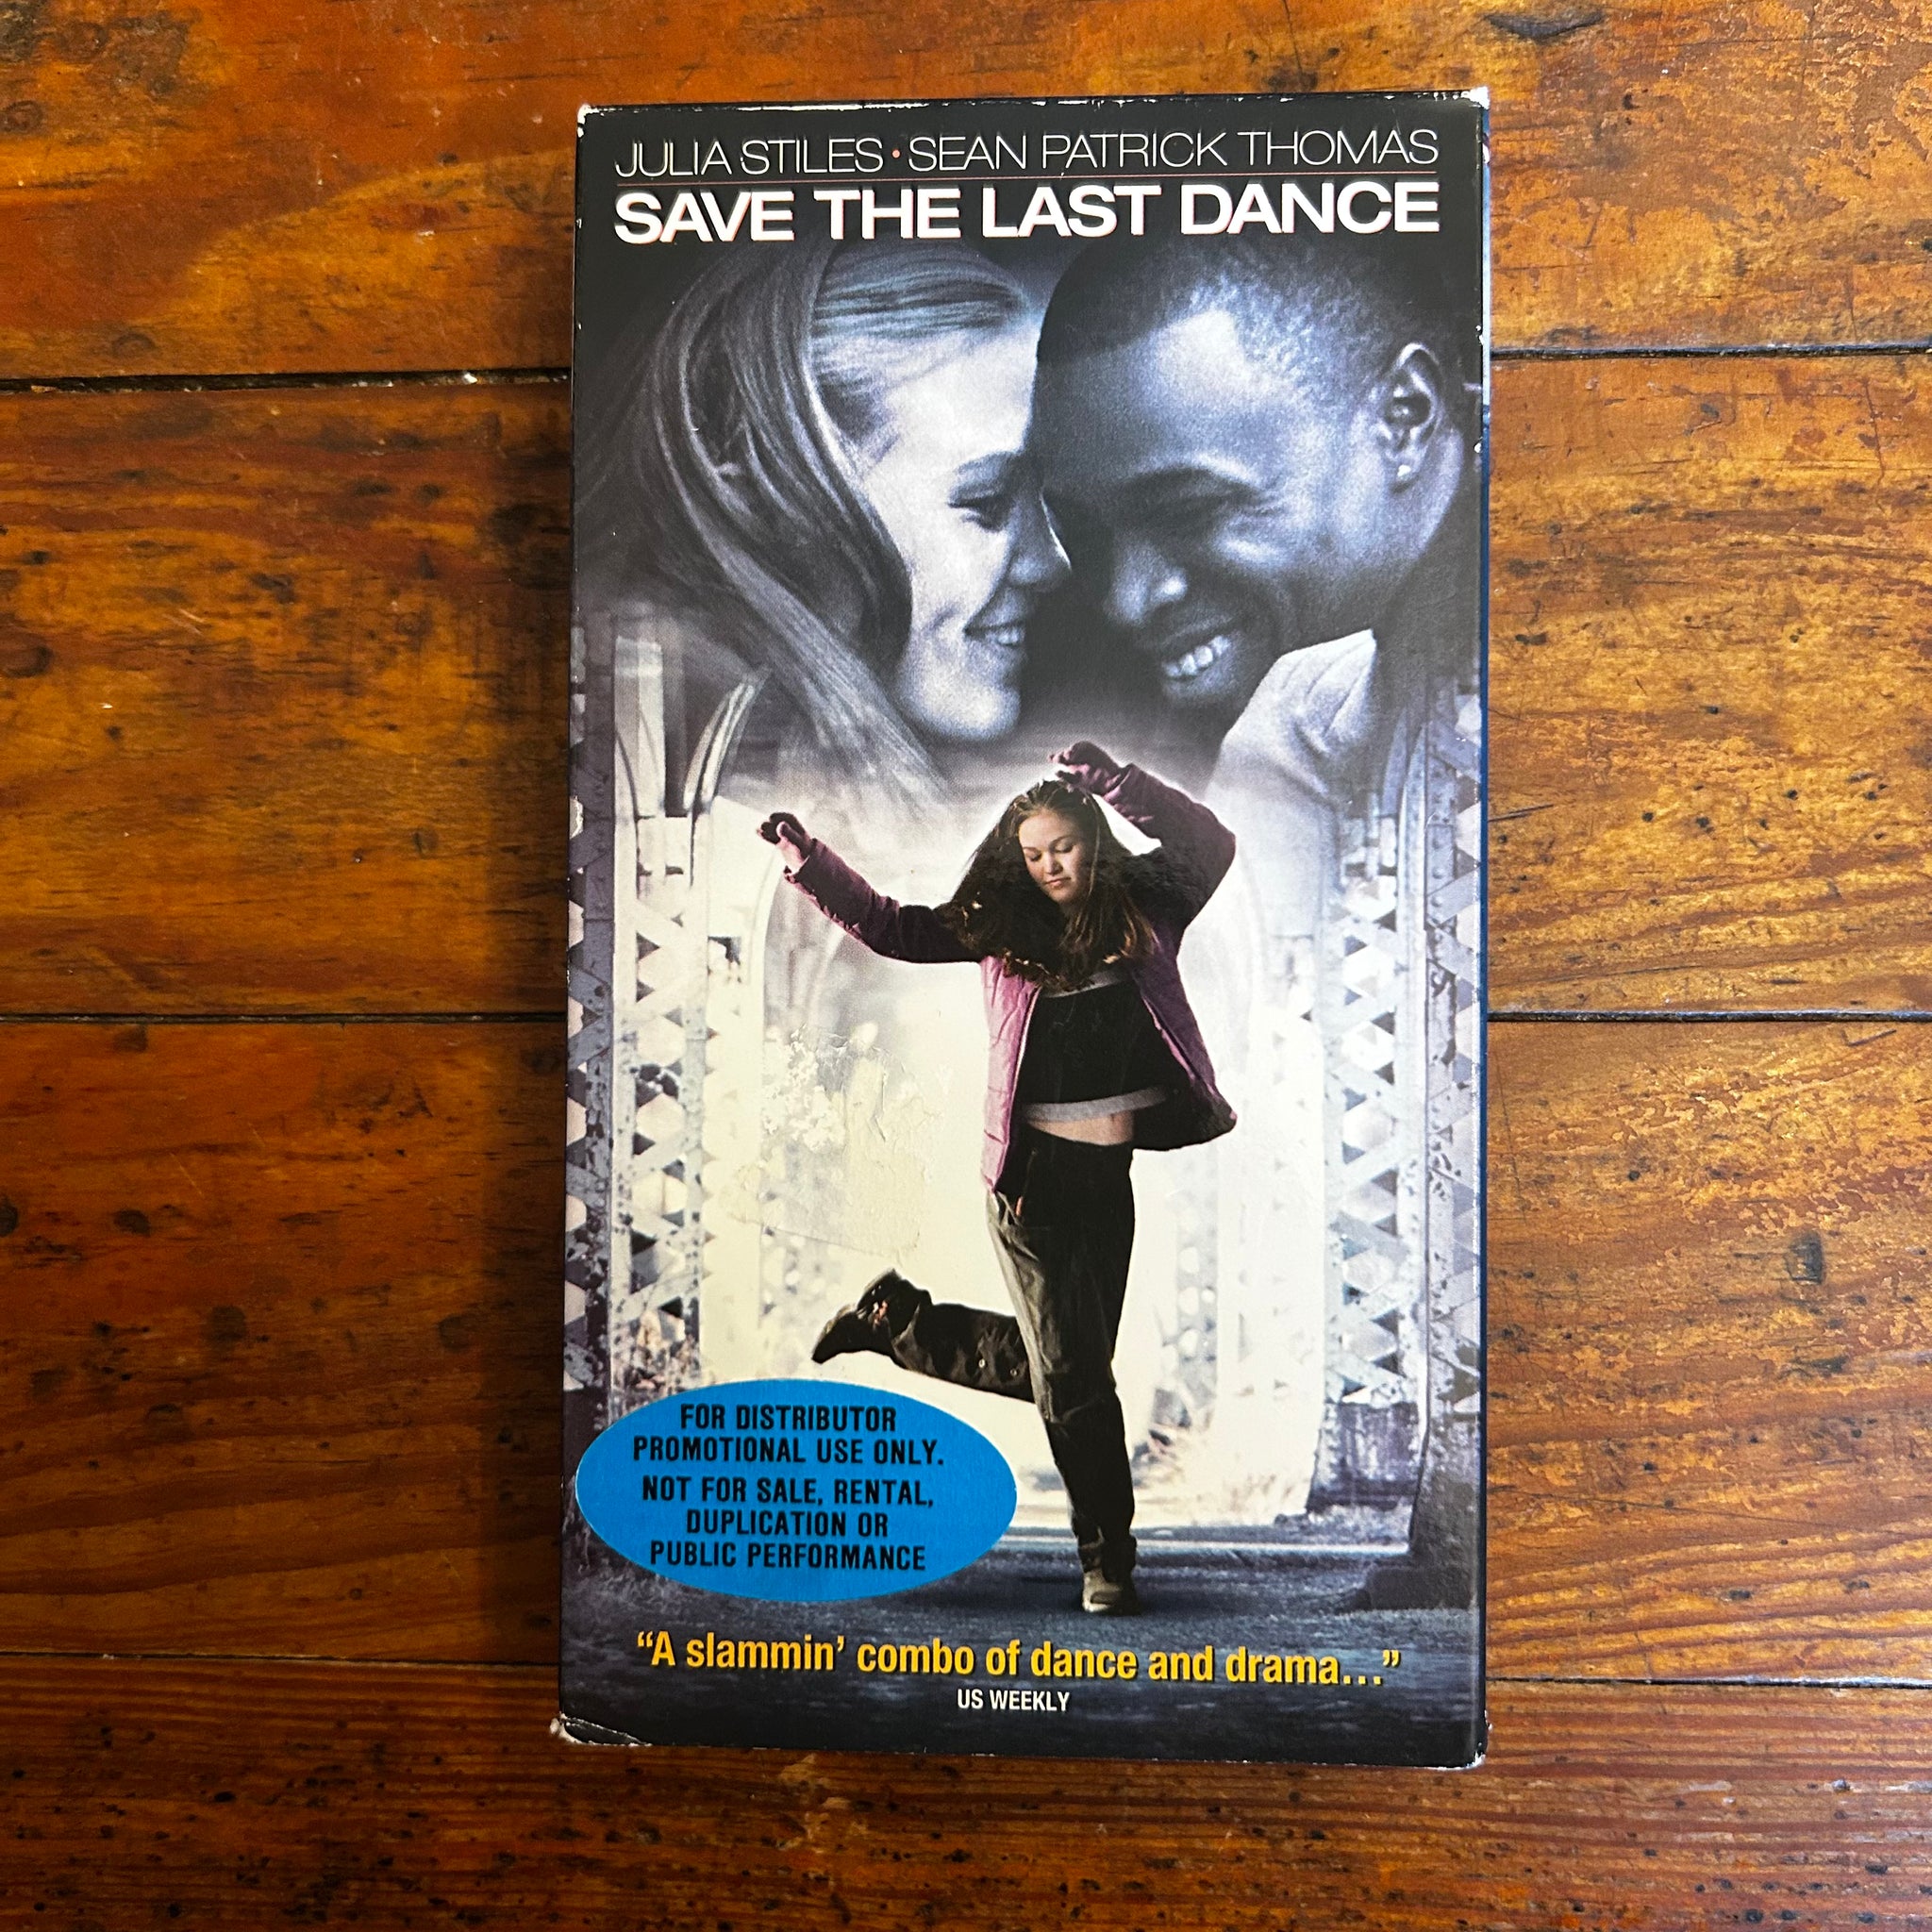 JULIA STILES • SEAN PATRICK THOMAS
SAVE THE LAST DANCE
FOR DISTRIBUTOR
PROMOTIONAL USE ONLY.
NOT FOR SALE, RENTAL,
DUPLICATION OR
PUBLIC PERFORMANCE
“A slammin’ combo of dance and drama...”
US WEEKLY